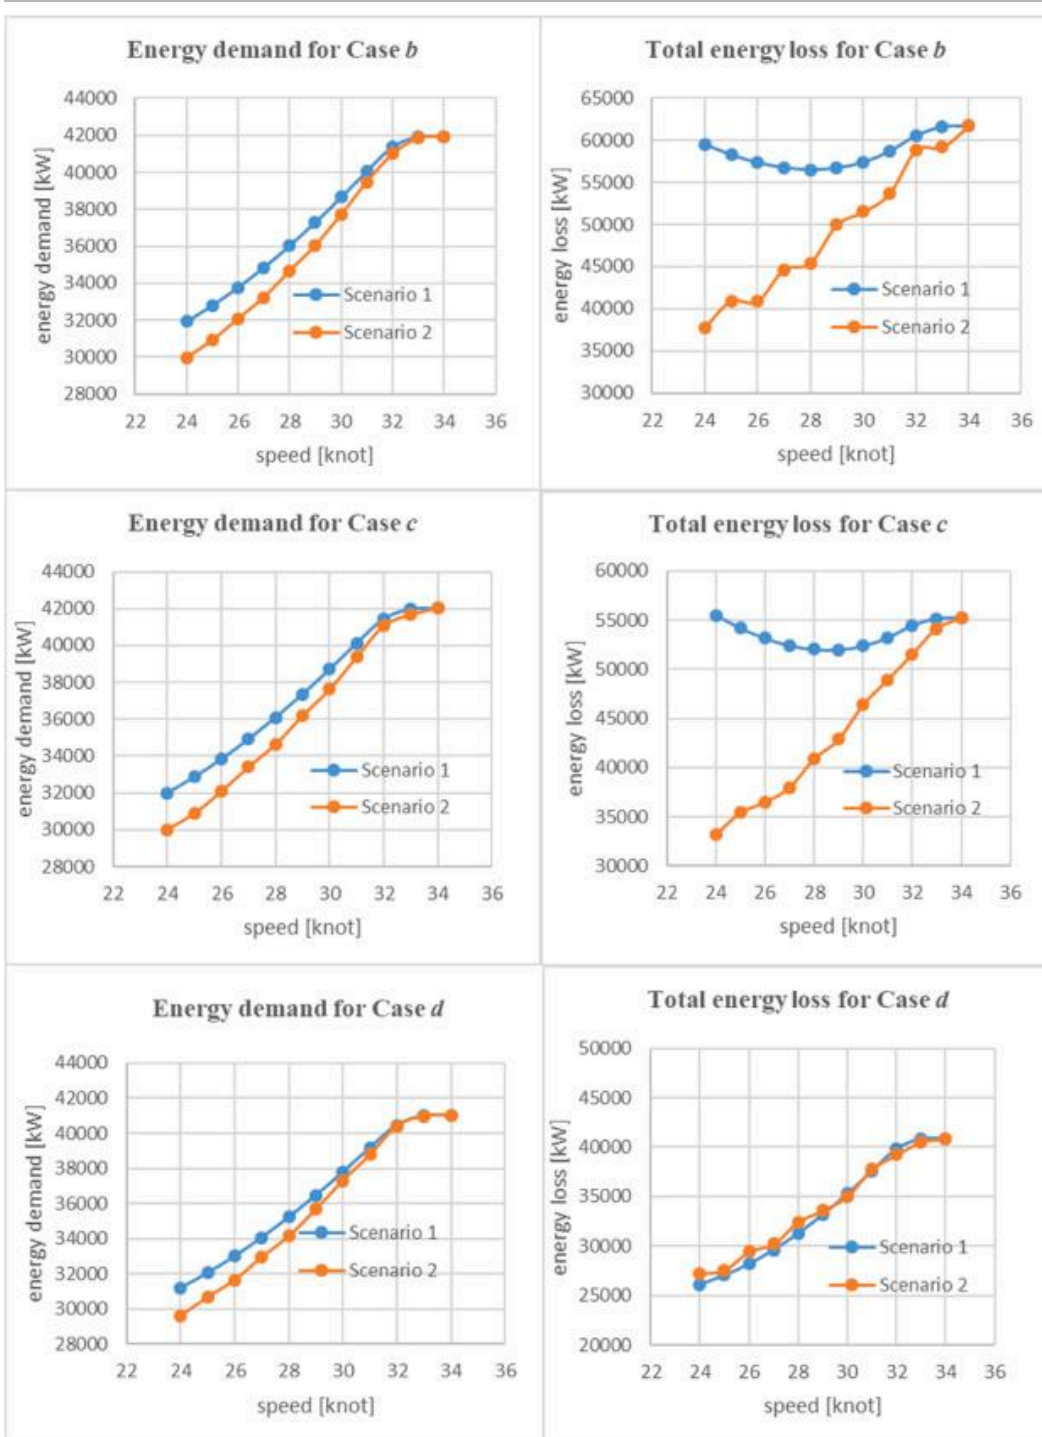 Energy demand for Case b
energy demand [kW]
44000
42000
40000
38000
36000
34000
32000
30000
28000
22 24 26 28 30 32 34 36
speed [knot]
Scenario 1
Scenario 2
Total energy loss for Case b
energy loss [kW]
65000
60000
55000
50000
45000
40000
35000
30000
22 24 26 28 30 32 34 36
speed [knot]
Scenario 1
Scenario 2
Energy demand for Case c
energy demand [kW]
44000
42000
40000
38000
36000
34000
32000
30000
28000
22 24 26 28 30 32 34 36
speed [knot]
Scenario 1
Scenario 2
Total energy loss for Case c
energy loss [kW]
60000
55000
50000
45000
40000
35000
30000
22 24 26 28 30 32 34 36
speed [knot]
Scenario 1
Scenario 2
Energy demand for Case d
energy demand [kW]
44000
42000
40000
38000
36000
34000
32000
30000
28000
22 24 26 28 30 32 34 36
speed [knot]
Scenario 1
Scenario 2
Total energy loss for Case d
energy loss [kW]
50000
45000
40000
35000
30000
25000
20000
22 24 26 28 30 32 34 36
speed [knot]
Scenario 1
Scenario 2